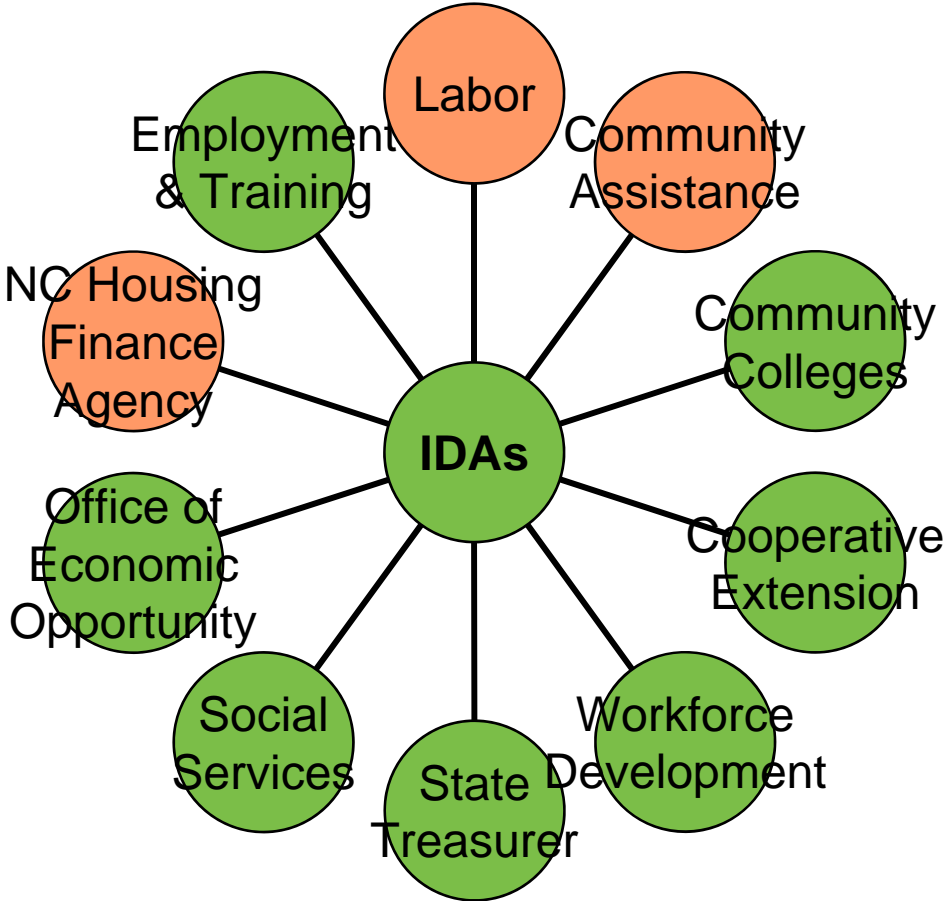 Labor
Community
Assistance
Community
Colleges
Cooperative
Extension
Workforce
Development
State
Treasurer
Social
Services
Office of
Economic
Opportunity
NC Housing
Finance
Agency
Employment
& Training
IDAs